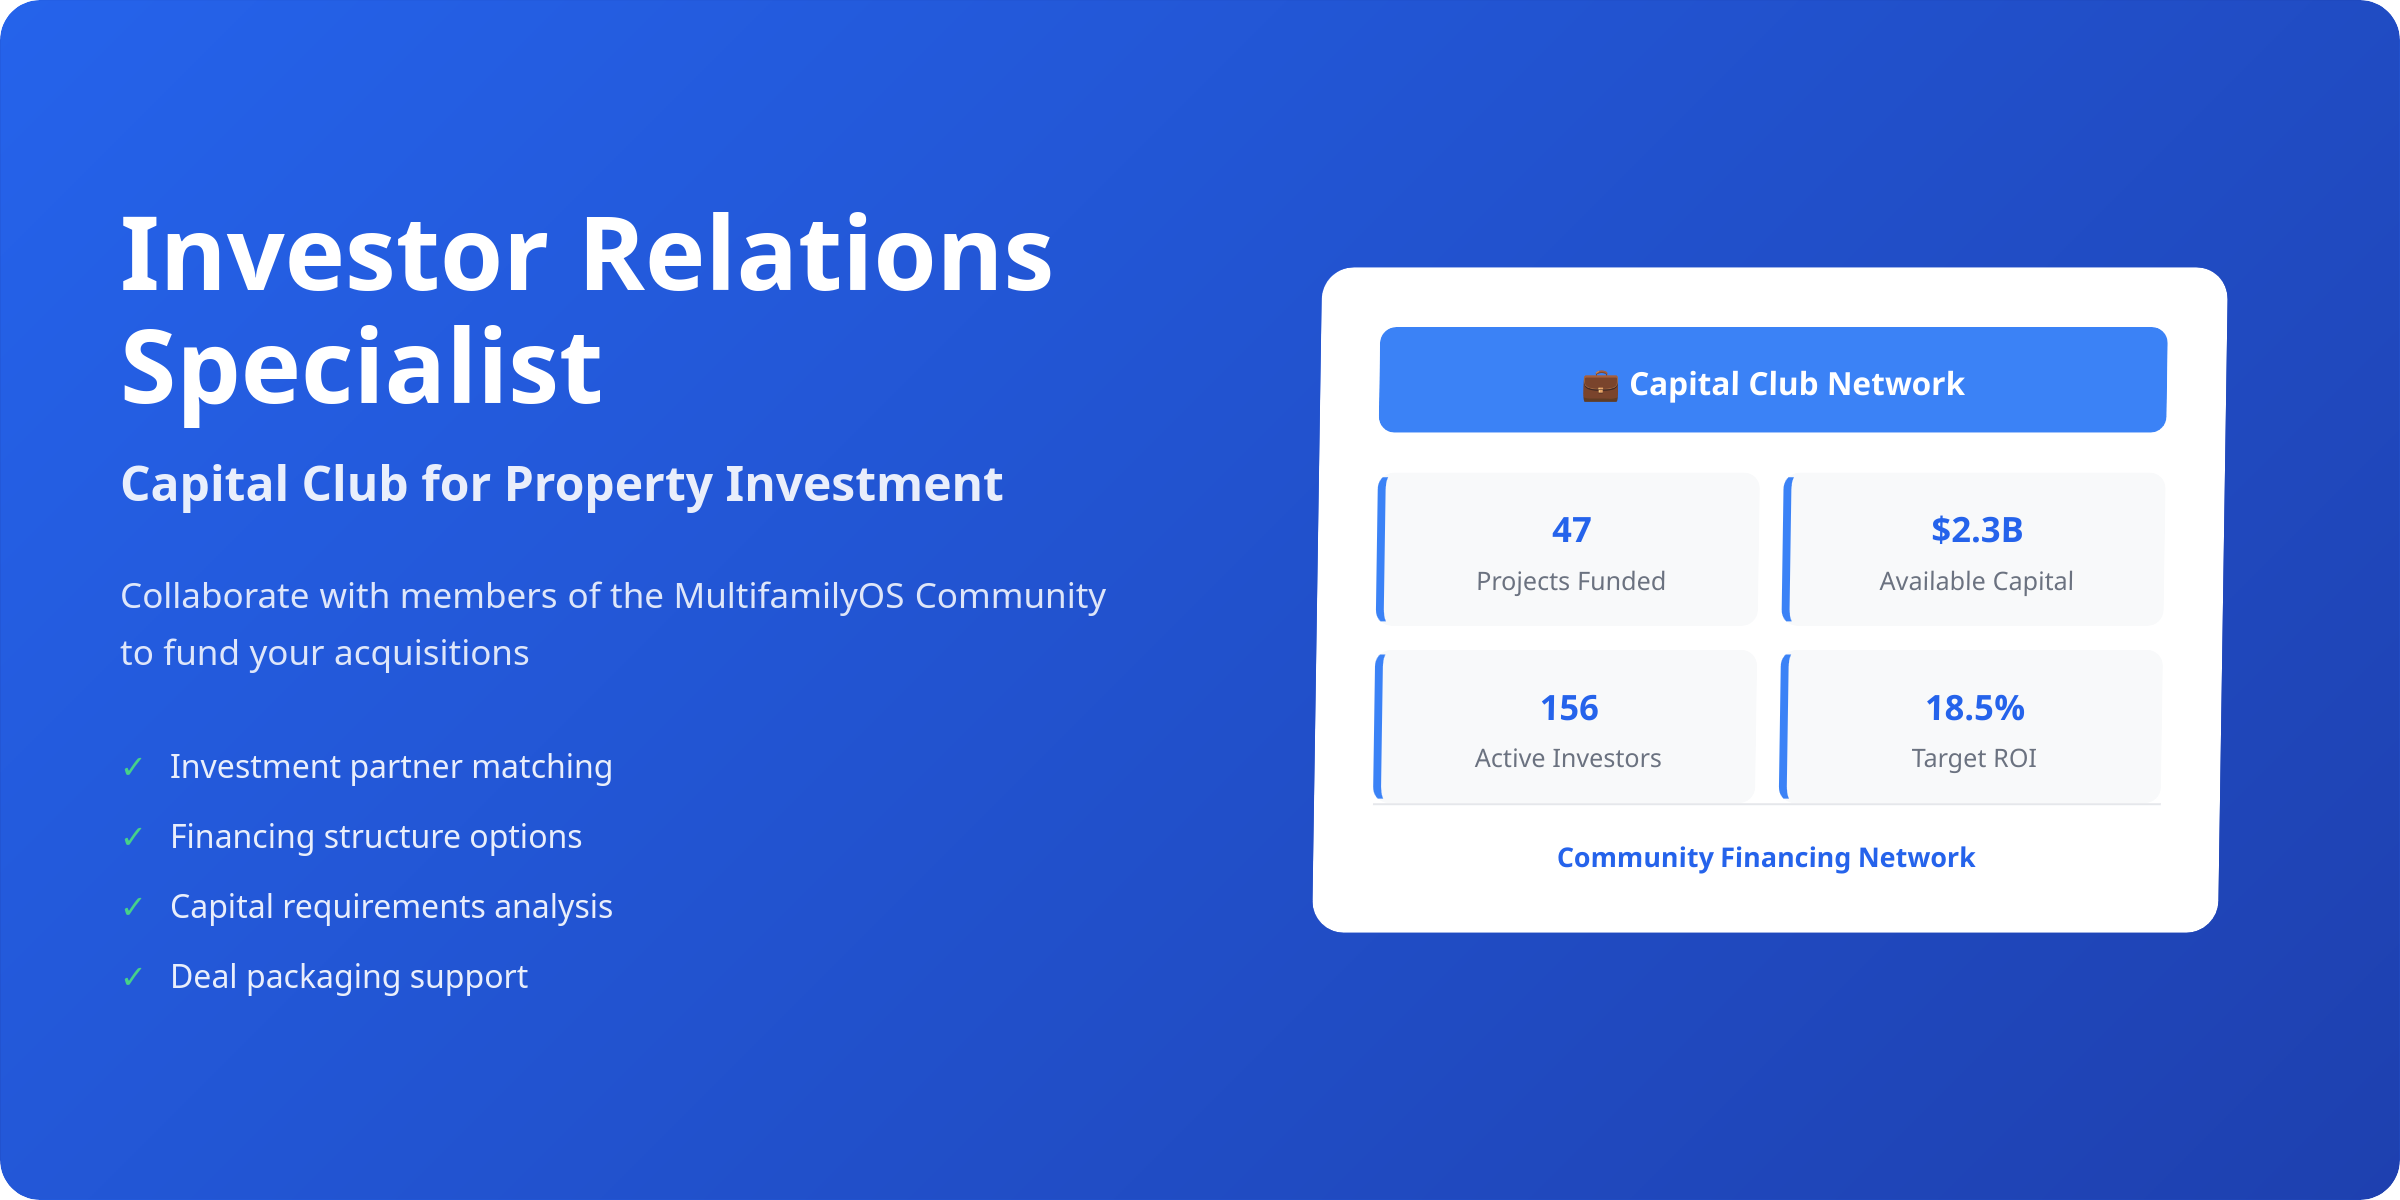 Investor Relations
Specialist
Capital Club for Property Investment
Collaborate with members of the MultifamilyOS Community
to fund your acquisitions
✓ Investment partner matching
✓ Financing structure options
✓ Capital requirements analysis
✓ Deal packaging support
💼 Capital Club Network
47
Projects Funded
$2.3B
Available Capital
156
Active Investors
18.5%
Target ROI
Community Financing Network